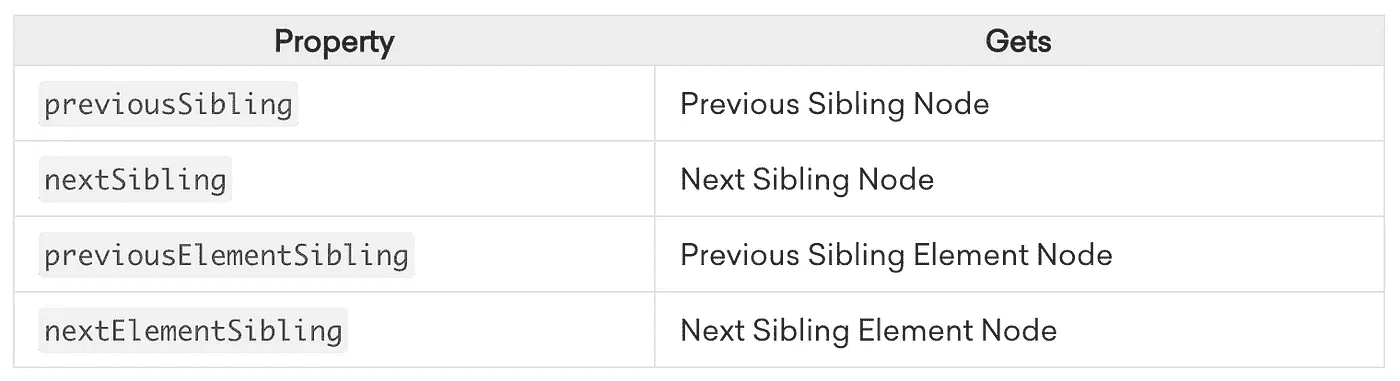 Property Gets
previousSibling Previous Sibling Node
nextSibling Next Sibling Node
previousElementSibling Previous Sibling Element Node
nextElementSibling Next Sibling Element Node